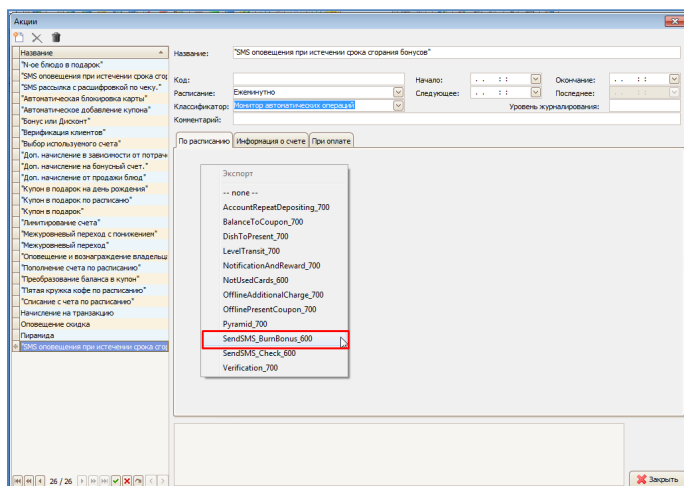 Акции
Название
"N-ое блюдо в подарок"
"SMS оповещения при истечении срока сгор
"SMS рассылка с расшифровкой по чеку."
"Автоматическая блокировка карты"
"Автоматическое добавление купона"
"Бонус или Дисконт"
"Верификация клиентов"
"Выбор используемого счета"
"Доп. начисление в зависимости от потрач
"Доп. начисление на бонусный счет."
"Доп. начисление от продажи блюд"
"Купон в подарок на день рождения"
"Купон в подарок по расписанию"
"Купон в подарок"
"Лимитирование счета"
"Межуровневый переход с понижением"
"Межуровневый переход"
"Оповещение и вознаграждение владельца
"Пополнение счета по расписанию"
"Преобразование баланса в купон"
"Пятая кружка кофе по расписанию"
"Списание с чета по расписанию"
Начисление на транзакцию
Оповещение скидка
Пирамида
"SMS оповещения при истечении срока сгор
26 / 26
Название: "SMS оповещения при истечении срока сгорания бонусов"
Код: Начало: . . : : Окончание: . . : :
Расписание: Ежеминутно Следующее: . . : : Последнее: . . : :
Классификатор: Монитор автоматических операций Уровень журналирования:
Комментарий:
По расписанию Информация о счете При оплате
Экспорт
-- none --
AccountRepeatDepositing_700
BalanceToCoupon_700
DishToPresent_700
LevelTransit_700
NotificationAndReward_700
NotUsedCards_600
OfflineAdditionalCharge_700
OfflinePresentCoupon_700
Pyramid_700
SendSMS_BurnBonus_600
SendSMS_Check_600
Verification_700
Закрыть